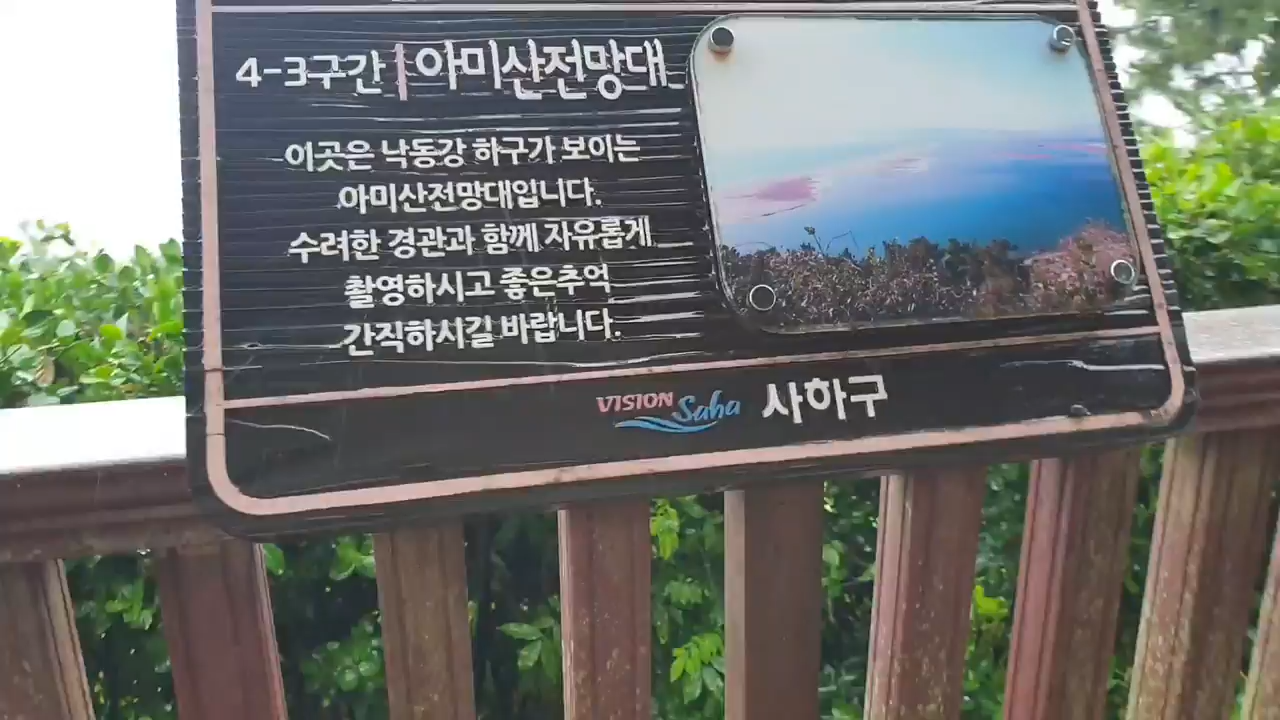 4-3구간 | 아미산전망대
이곳은 낙동강 하구가 보이는
아미산전망대입니다.
수려한 경관과 함께 자유롭게
촬영하시고 좋은추억
간직하시길 바랍니다.
VISION Saha 사하구